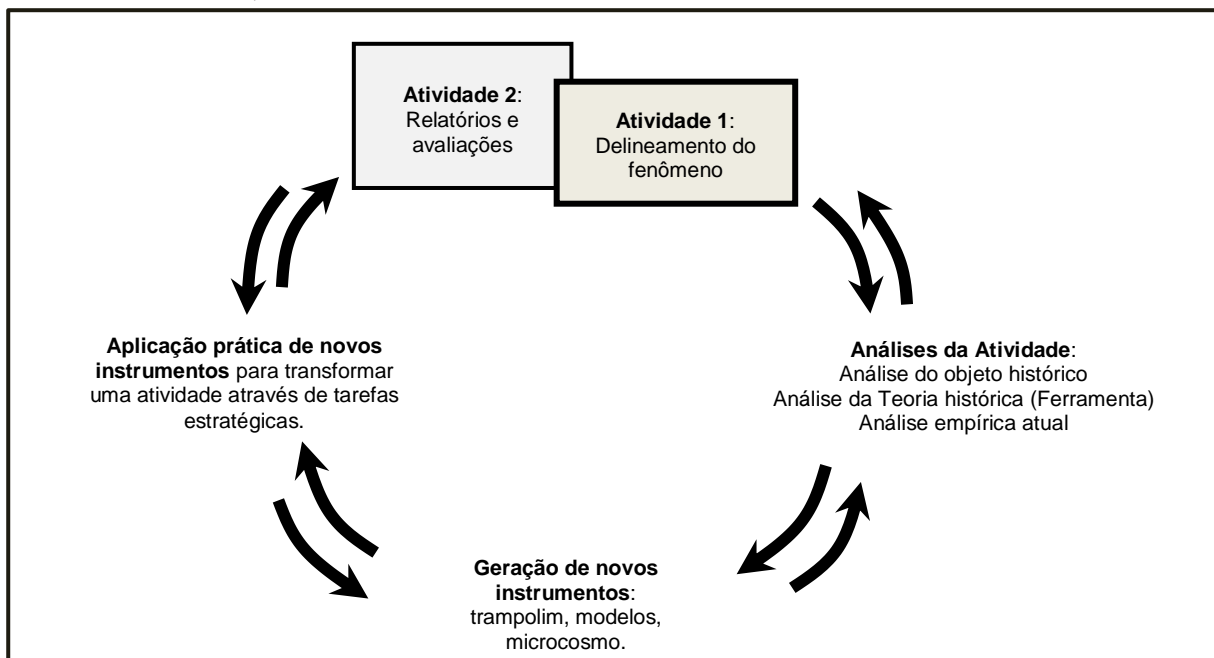 Atividade 2:
Relatórios e
avaliações
Atividade 1:
Delineamento do
fenômeno
Aplicação prática de novos
instrumentos para transformar
uma atividade através de tarefas
estratégicas.
Análises da Atividade:
Análise do objeto histórico
Análise da Teoria histórica (Ferramenta)
Análise empírica atual
Geração de novos
instrumentos:
trampolim, modelos,
microcosmo.